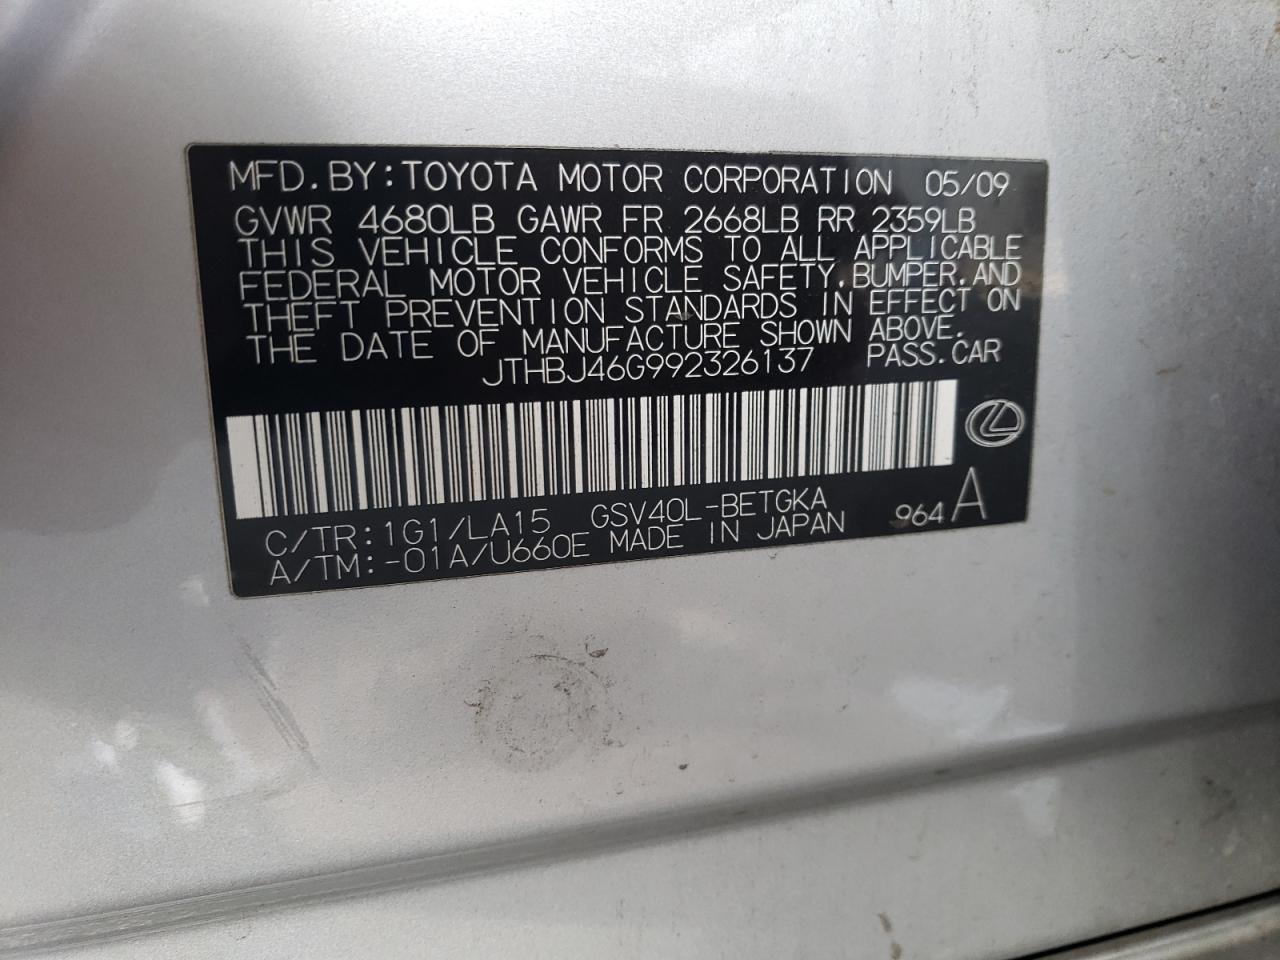 MFD. BY: TOYOTA MOTOR CORPORATION 05/09
GVWR 4680LB GAWR FR 2668LB RR 2359LB
THIS VEHICLE CONFORMS TO ALL APPLICABLE
FEDERAL MOTOR VEHICLE SAFETY, BUMPER, AND
THEFT PREVENTION STANDARDS IN EFFECT ON
THE DATE OF MANUFACTURE SHOWN ABOVE.
JTHBJ46G992326137 PASS. CAR
C/TR: 1G1/LA15 GSV40L-BETGKA 964 A
A/TM: -01A/U660E MADE IN JAPAN